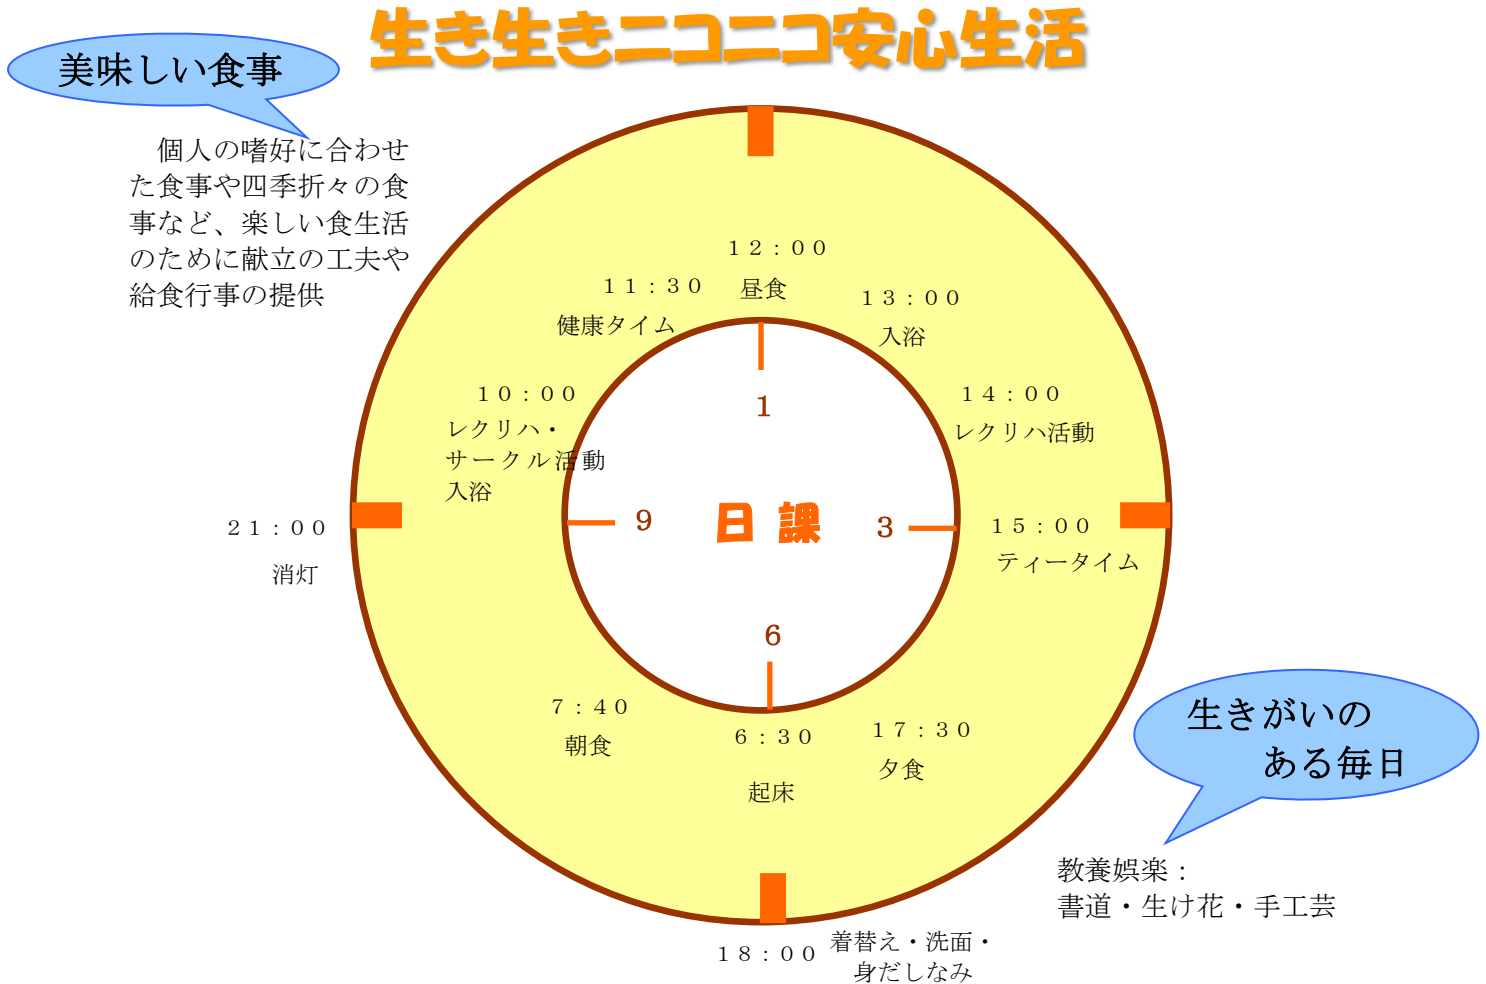 生き生きニコニコ安心生活
美味しい食事
個人の嗜好に合わせ
た食事や四季折々の食
事など、楽しい食生活
のために献立の工夫や
給食行事の提供
１２：００
昼食
１１：３０
健康タイム
１３：００
入浴
１０：００
レクリハ・
サークル活動
入浴
１４：００
レクリハ活動
1
9
日 課
3
6
２１：００
消灯
１５：００
ティータイム
７：４０
朝食
６：３０
起床
１７：３０
夕食
生きがいの
ある毎日
教養娯楽：
書道・生け花・手工芸
１８：００
着替え・洗面・
身だしなみ